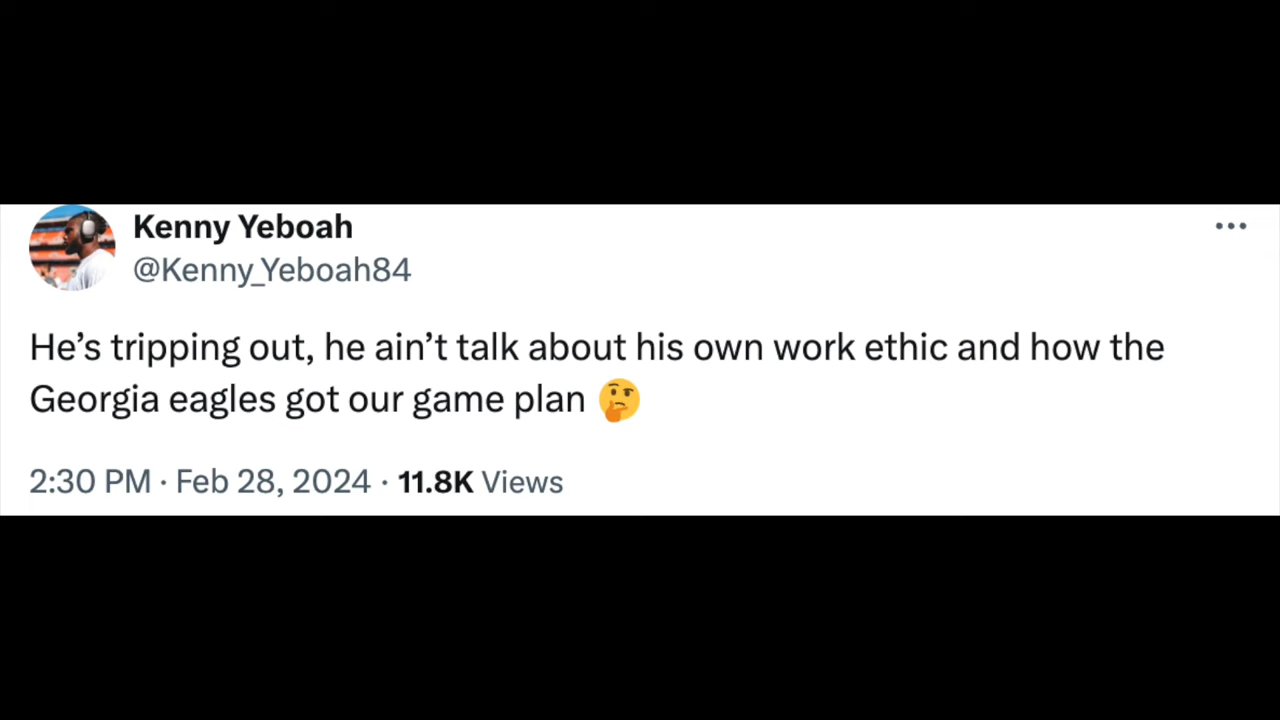 Kenny Yeboah
@Kenny_Yeboah84
He’s tripping out, he ain’t talk about his own work ethic and how the
Georgia eagles got our game plan 🤔
2:30 PM · Feb 28, 2024 · 11.8K Views